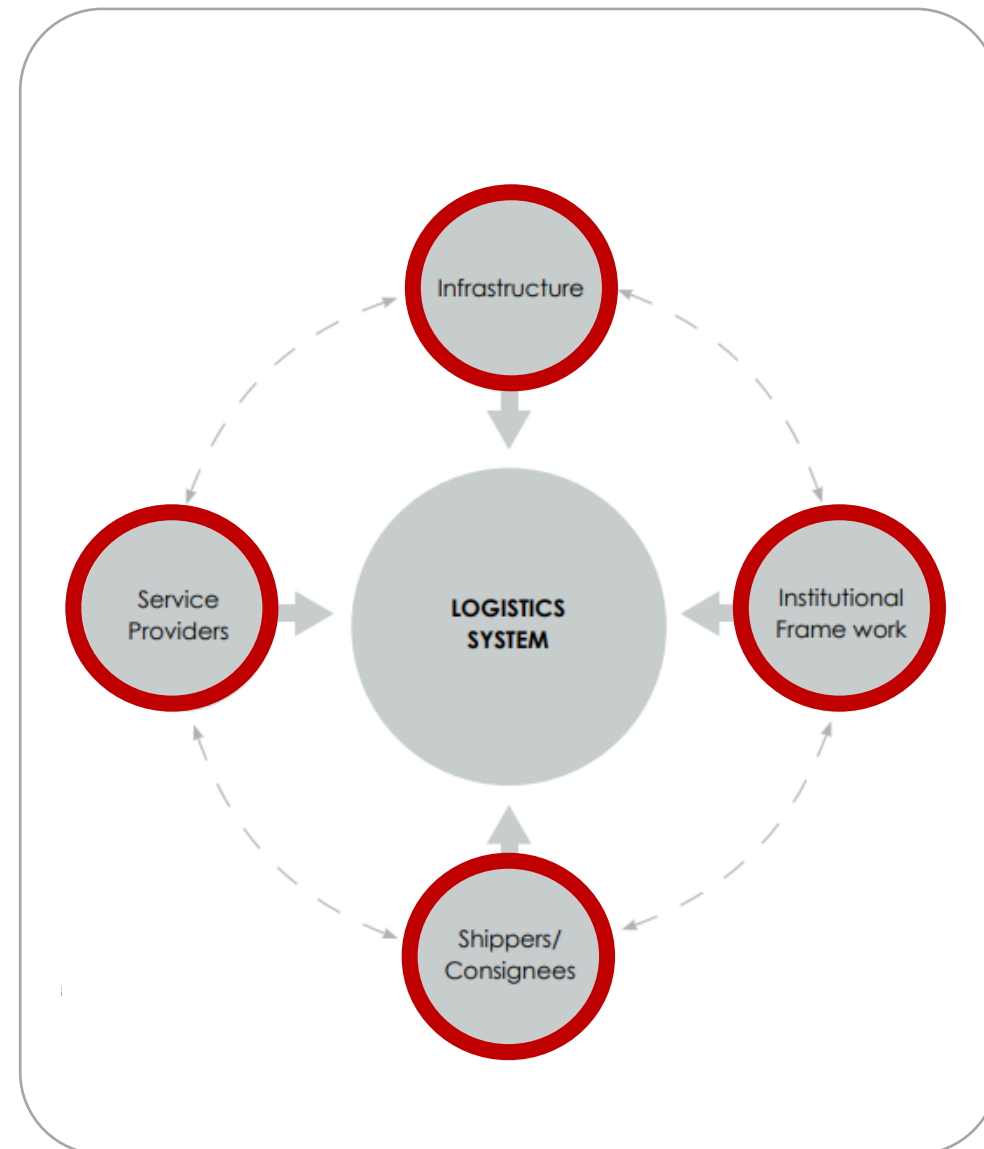 Infrastructure
Service
Providers
LOGISTICS
SYSTEM
Institutional
Frame work
Shippers/
Consignees